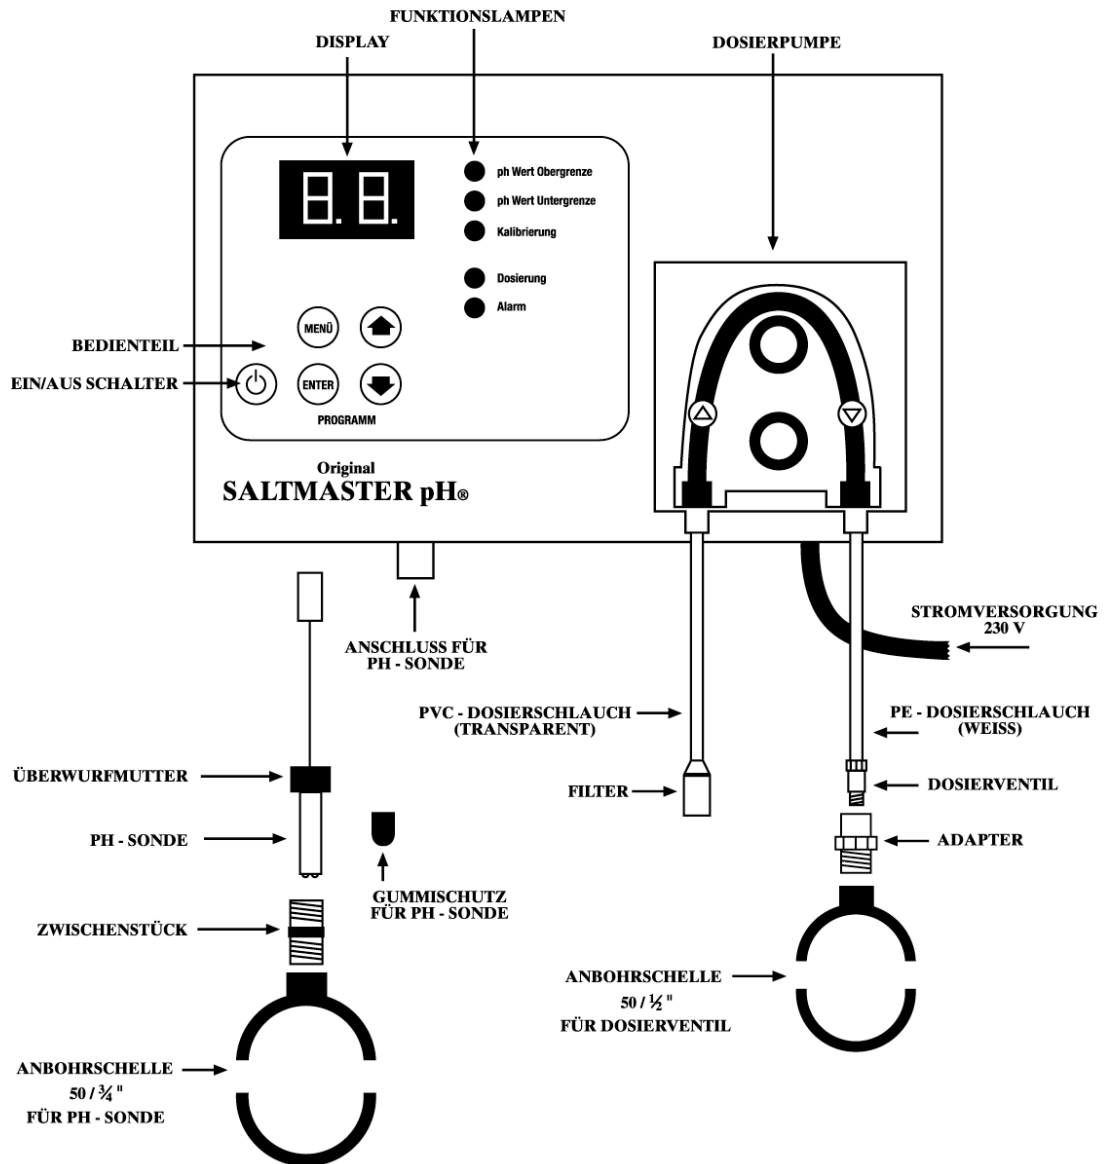 FUNKTIONSLAMPEN
DISPLAY
DOSIERPUMPE
8.8.
ph Wert Obergrenze
ph Wert Untergrenze
Kalibrierung
Dosierung
Alarm
MENÜ
BEDIENTEIL
EIN/AUS SCHALTER
ENTER
PROGRAMM
Original
SALTMASTER pH®
STROMVERSORGUNG
230 V
ANSCHLUSS FÜR
PH - SONDE
PVC - DOSIERSCHLAUCH
(TRANSPARENT)
PE - DOSIERSCHLAUCH
(WEISS)
ÜBERWURFMUTTER
FILTER
DOSIERVENTIL
PH - SONDE
ADAPTER
GUMMISCHUTZ
FÜR PH - SONDE
ZWISCHENSTÜCK
ANBOHRSCHELLE
50 / ½ "
FÜR DOSIERVENTIL
ANBOHRSCHELLE
50 / ¾ "
FÜR PH - SONDE